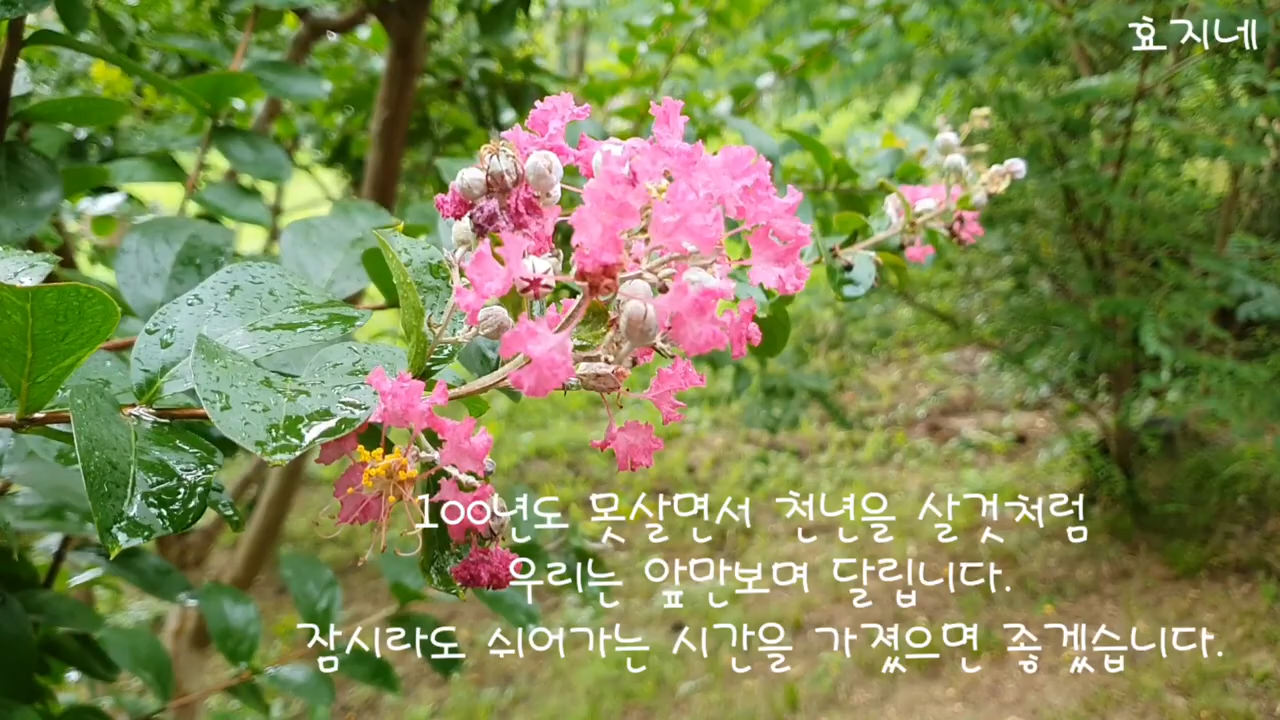 효지네
100년도 못살면서 천년을 살것처럼
우리는 앞만보며 달립니다.
잠시라도 쉬어가는 시간을 가졌으면 좋겠습니다.